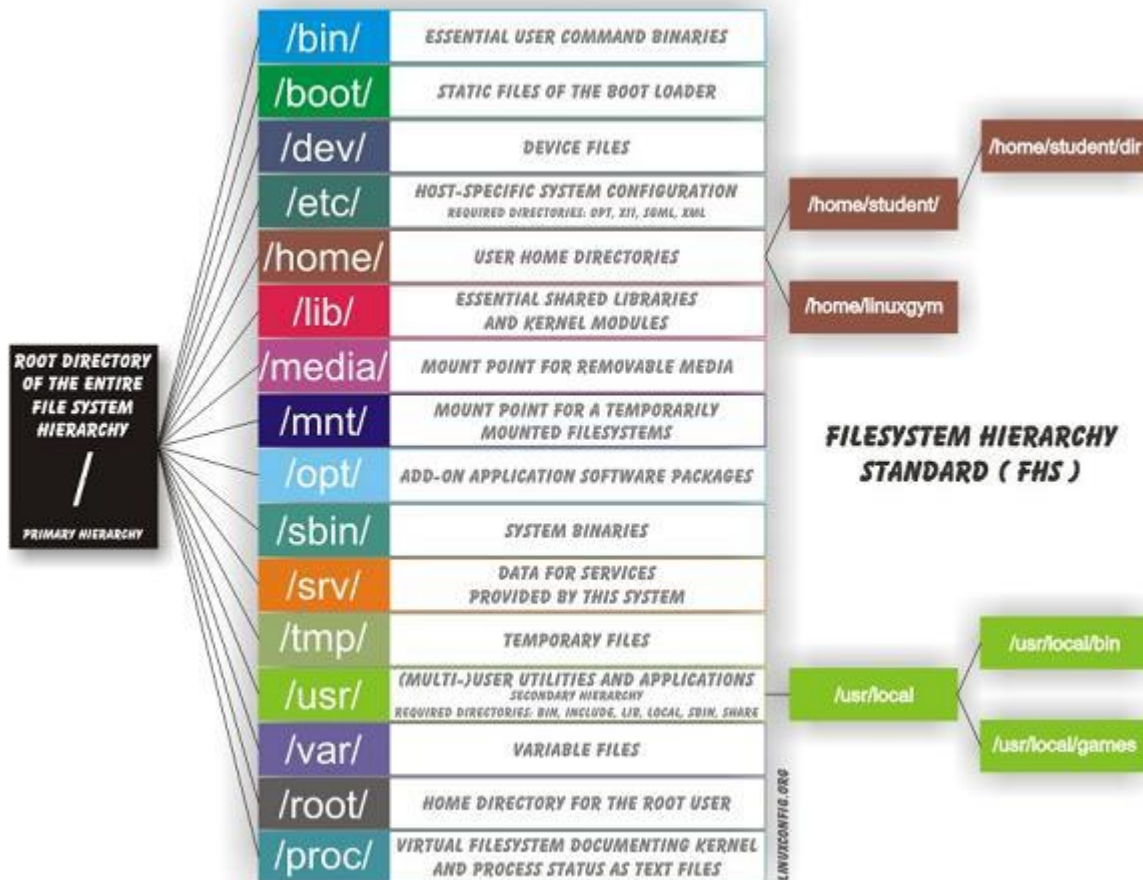 ROOT DIRECTORY
OF THE ENTIRE
FILE SYSTEM
HIERARCHY
/
PRIMARY HIERARCHY
/bin/
ESSENTIAL USER COMMAND BINARIES
/boot/
STATIC FILES OF THE BOOT LOADER
/dev/
DEVICE FILES
/etc/
HOST-SPECIFIC SYSTEM CONFIGURATION
REQUIRED DIRECTORIES: OPT, X11, SGML, XML
/home/
USER HOME DIRECTORIES
/lib/
ESSENTIAL SHARED LIBRARIES
AND KERNEL MODULES
/media/
MOUNT POINT FOR REMOVABLE MEDIA
/mnt/
MOUNT POINT FOR A TEMPORARILY
MOUNTED FILESYSTEMS
/opt/
ADD-ON APPLICATION SOFTWARE PACKAGES
/sbin/
SYSTEM BINARIES
/srv/
DATA FOR SERVICES
PROVIDED BY THIS SYSTEM
/tmp/
TEMPORARY FILES
/usr/
(MULTI-)USER UTILITIES AND APPLICATIONS
SECONDARY HIERARCHY
REQUIRED DIRECTORIES: BIN, INCLUDE, LIB, LOCAL, SBIN, SHARE
/var/
VARIABLE FILES
/root/
HOME DIRECTORY FOR THE ROOT USER
/proc/
VIRTUAL FILESYSTEM DOCUMENTING KERNEL
AND PROCESS STATUS AS TEXT FILES
/home/student/
/home/student/dir
/home/linuxgym
FILESYSTEM HIERARCHY
STANDARD ( FHS )
/usr/local
/usr/local/bin
/usr/local/games
LINUXCONFIG.ORG